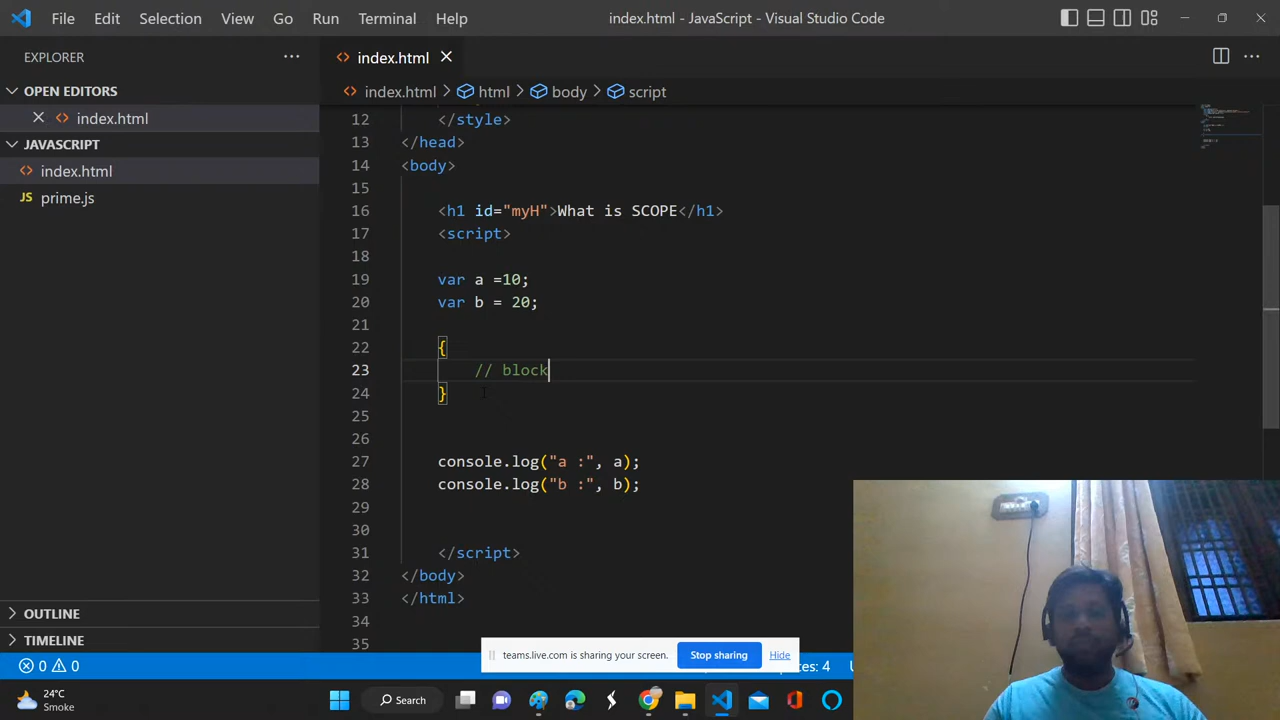 File Edit Selection View Go Run Terminal Help
index.html - JavaScript - Visual Studio Code
EXPLORER
index.html
OPEN EDITORS
index.html
JAVASCRIPT
index.html
prime.js
index.html > html > body > script
12 </style>
13 </head>
14 <body>
15
16 <h1 id="myH">What is SCOPE</h1>
17 <script>
18
19 var a =10;
20 var b = 20;
21
22 {
23 // block
24 }
25
26
27 console.log("a :", a);
28 console.log("b :", b);
29
30
31 </script>
32 </body>
33 </html>
34
35
OUTLINE
TIMELINE
0 0
teams.live.com is sharing your screen. Stop sharing Hide
24°C
Smoke
Search